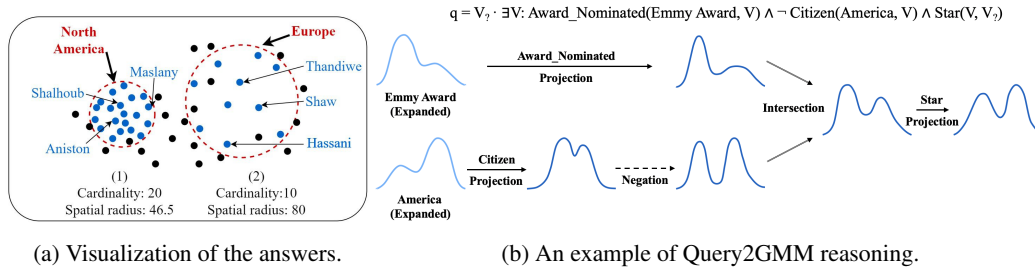 North
America
Europe
Maslany
Thandiwe
Shalhoub
Shaw
Aniston
Hassani
(1)
Cardinality: 20
Spatial radius: 46.5
(2)
Cardinality:10
Spatial radius: 80
(a) Visualization of the answers.
q = V? · ∃V: Award_Nominated(Emmy Award, V) ∧ ¬ Citizen(America, V) ∧ Star(V, V?)
Emmy Award
(Expanded)
Award_Nominated
Projection
America
(Expanded)
Citizen
Projection
Negation
Intersection
Star
Projection
(b) An example of Query2GMM reasoning.